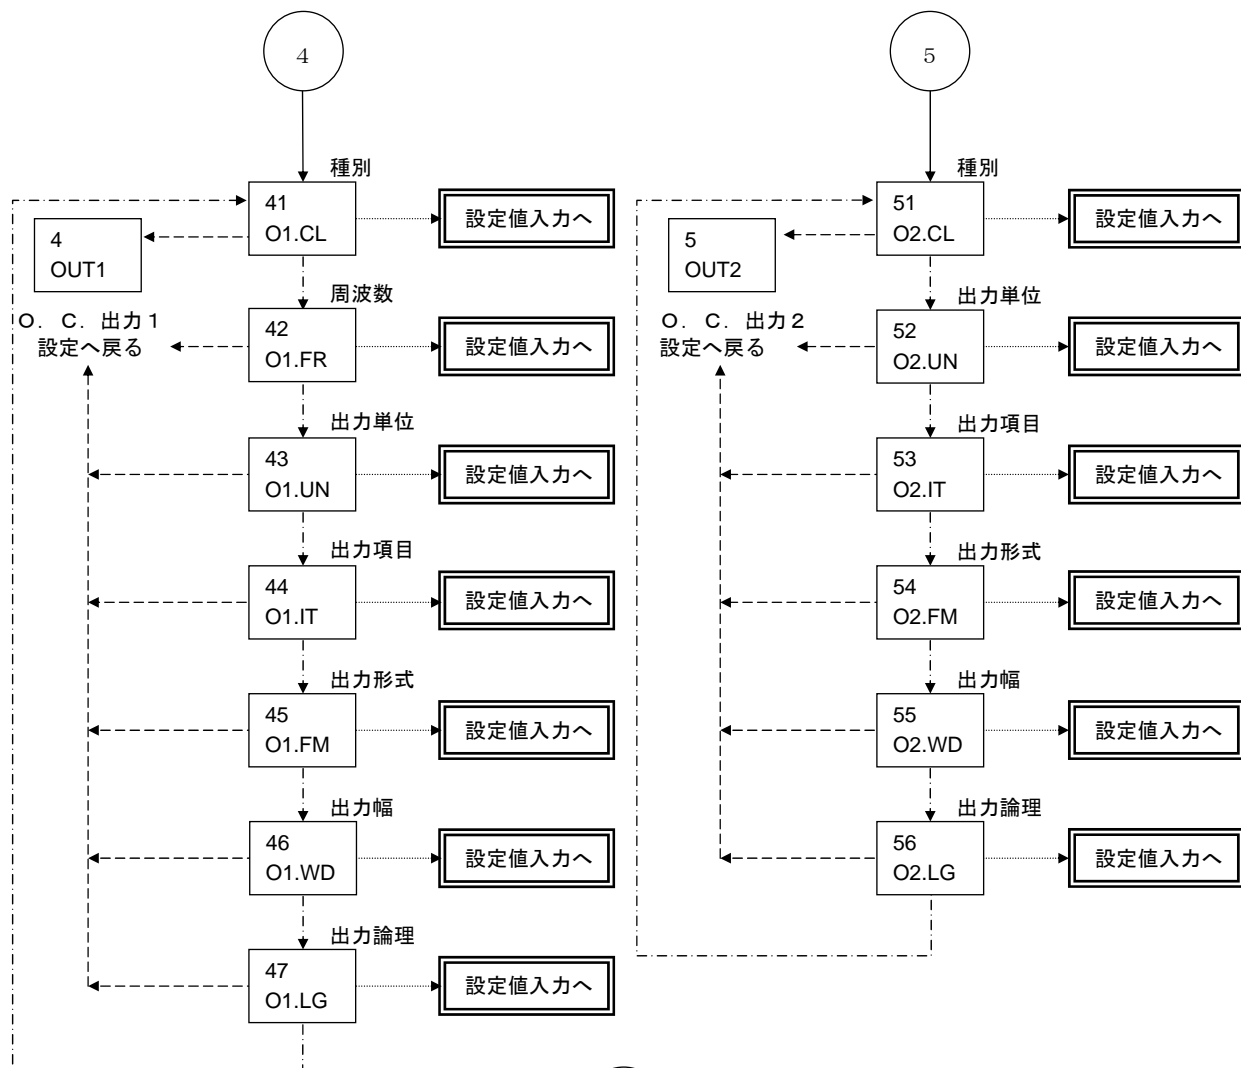 4
種別
41
O1.CL
設定値入力へ
4
OUT1
O．C．出力１
設定へ戻る
周波数
42
O1.FR
設定値入力へ
出力単位
43
O1.UN
設定値入力へ
出力項目
44
O1.IT
設定値入力へ
出力形式
45
O1.FM
設定値入力へ
出力幅
46
O1.WD
設定値入力へ
出力論理
47
O1.LG
設定値入力へ
5
種別
51
O2.CL
設定値入力へ
5
OUT2
O．C．出力２
設定へ戻る
出力単位
52
O2.UN
設定値入力へ
出力項目
53
O2.IT
設定値入力へ
出力形式
54
O2.FM
設定値入力へ
出力幅
55
O2.WD
設定値入力へ
出力論理
56
O2.LG
設定値入力へ